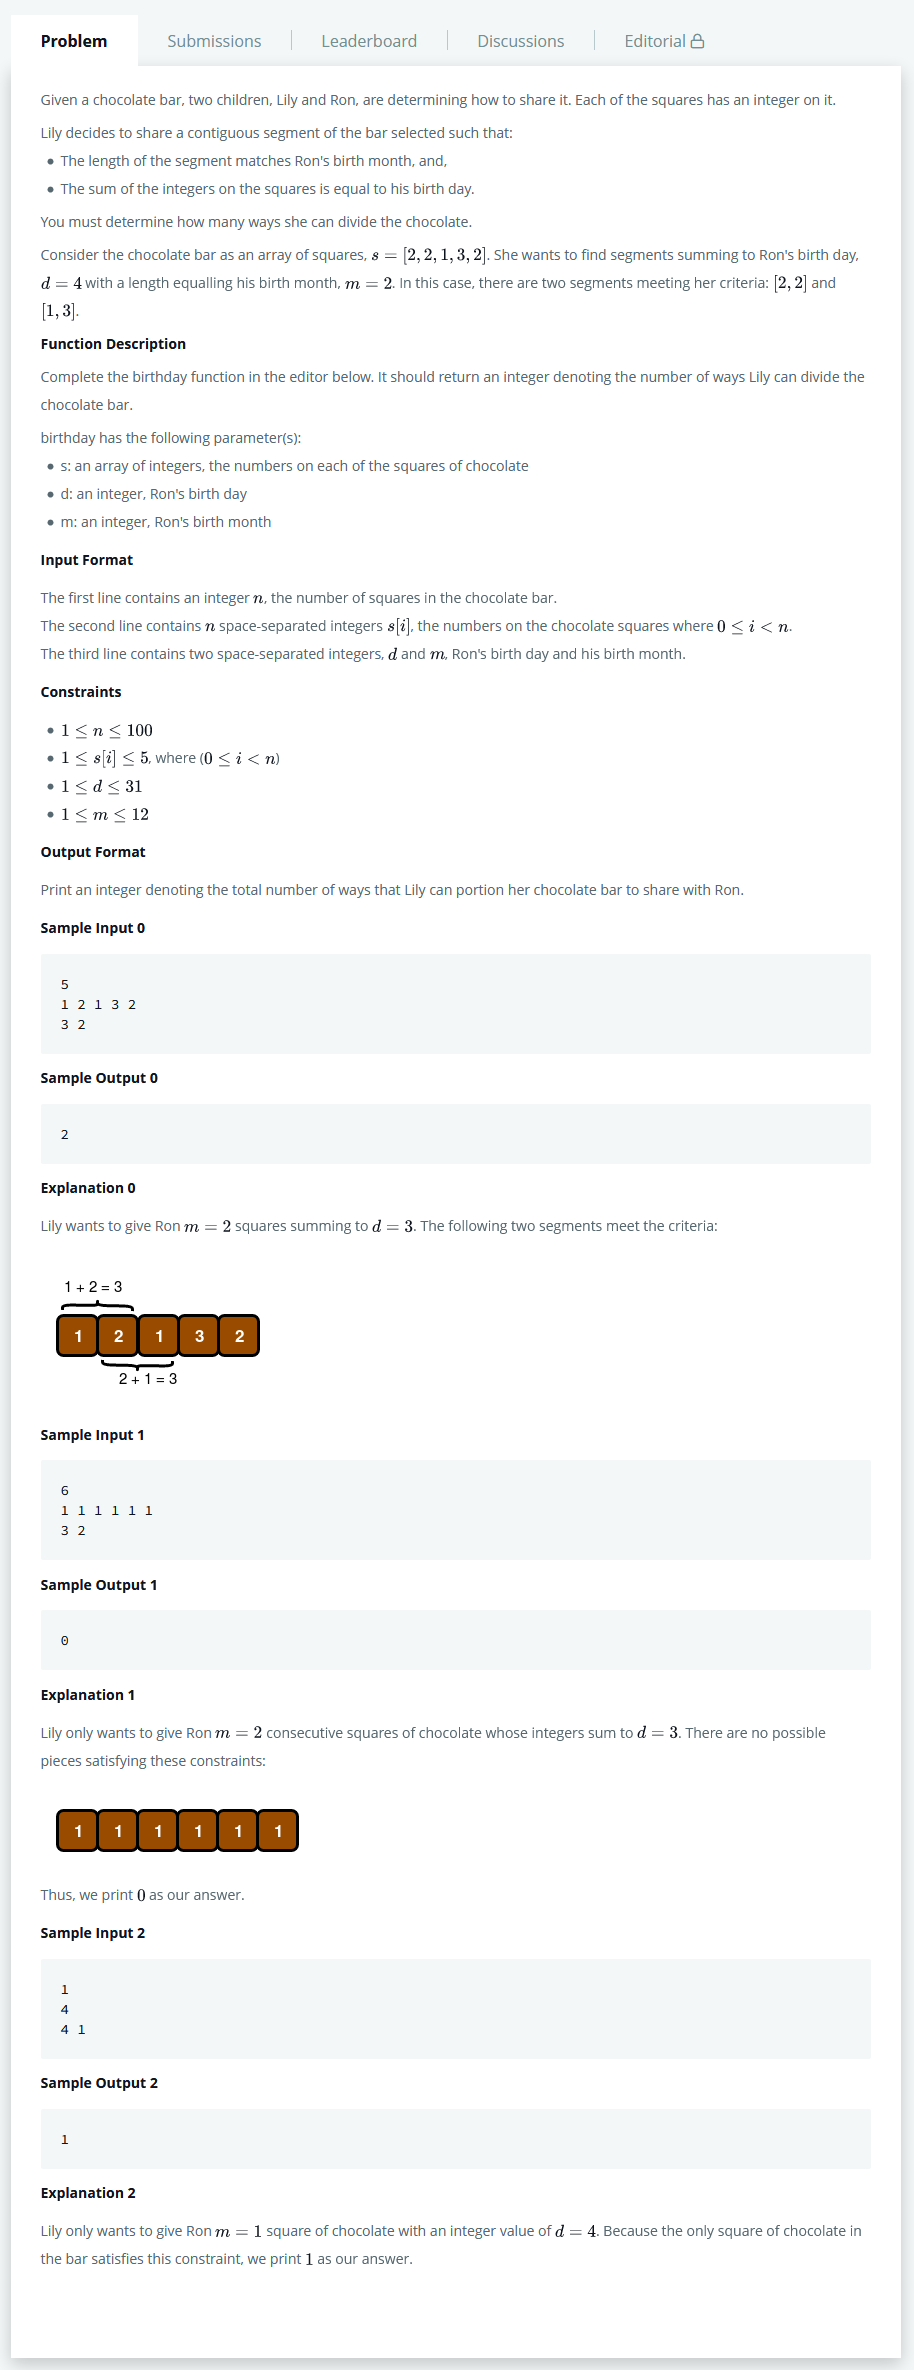 Problem
Submissions
Leaderboard
Discussions
Editorial
Given a chocolate bar, two children, Lily and Ron, are determining how to share it. Each of the squares has an integer on it.
Lily decides to share a contiguous segment of the bar selected such that:
• The length of the segment matches Ron's birth month, and,
• The sum of the integers on the squares is equal to his birth day.
You must determine how many ways she can divide the chocolate.
Consider the chocolate bar as an array of squares, s = [2, 2, 1, 3, 2]. She wants to find segments summing to Ron's birth day,
d = 4 with a length equalling his birth month, m = 2. In this case, there are two segments meeting her criteria: [2, 2] and
[1, 3].
Function Description
Complete the birthday function in the editor below. It should return an integer denoting the number of ways Lily can divide the
chocolate bar.
birthday has the following parameter(s):
• s: an array of integers, the numbers on each of the squares of chocolate
• d: an integer, Ron's birth day
• m: an integer, Ron's birth month
Input Format
The first line contains an integer n, the number of squares in the chocolate bar.
The second line contains n space-separated integers s[i], the numbers on the chocolate squares where 0 ≤ i < n.
The third line contains two space-separated integers, d and m, Ron's birth day and his birth month.
Constraints
• 1 ≤ n ≤ 100
• 1 ≤ s[i] ≤ 5, where (0 ≤ i < n)
• 1 ≤ d ≤ 31
• 1 ≤ m ≤ 12
Output Format
Print an integer denoting the total number of ways that Lily can portion her chocolate bar to share with Ron.
Sample Input 0
5
1 2 1 3 2
3 2
Sample Output 0
2
Explanation 0
Lily wants to give Ron m = 2 squares summing to d = 3. The following two segments meet the criteria:
1 + 2 = 3
1 2 1 3 2
2 + 1 = 3
Sample Input 1
6
1 1 1 1 1 1
3 2
Sample Output 1
0
Explanation 1
Lily only wants to give Ron m = 2 consecutive squares of chocolate whose integers sum to d = 3. There are no possible
pieces satisfying these constraints:
1 1 1 1 1 1
Thus, we print 0 as our answer.
Sample Input 2
1
4
4 1
Sample Output 2
1
Explanation 2
Lily only wants to give Ron m = 1 square of chocolate with an integer value of d = 4. Because the only square of chocolate in
the bar satisfies this constraint, we print 1 as our answer.